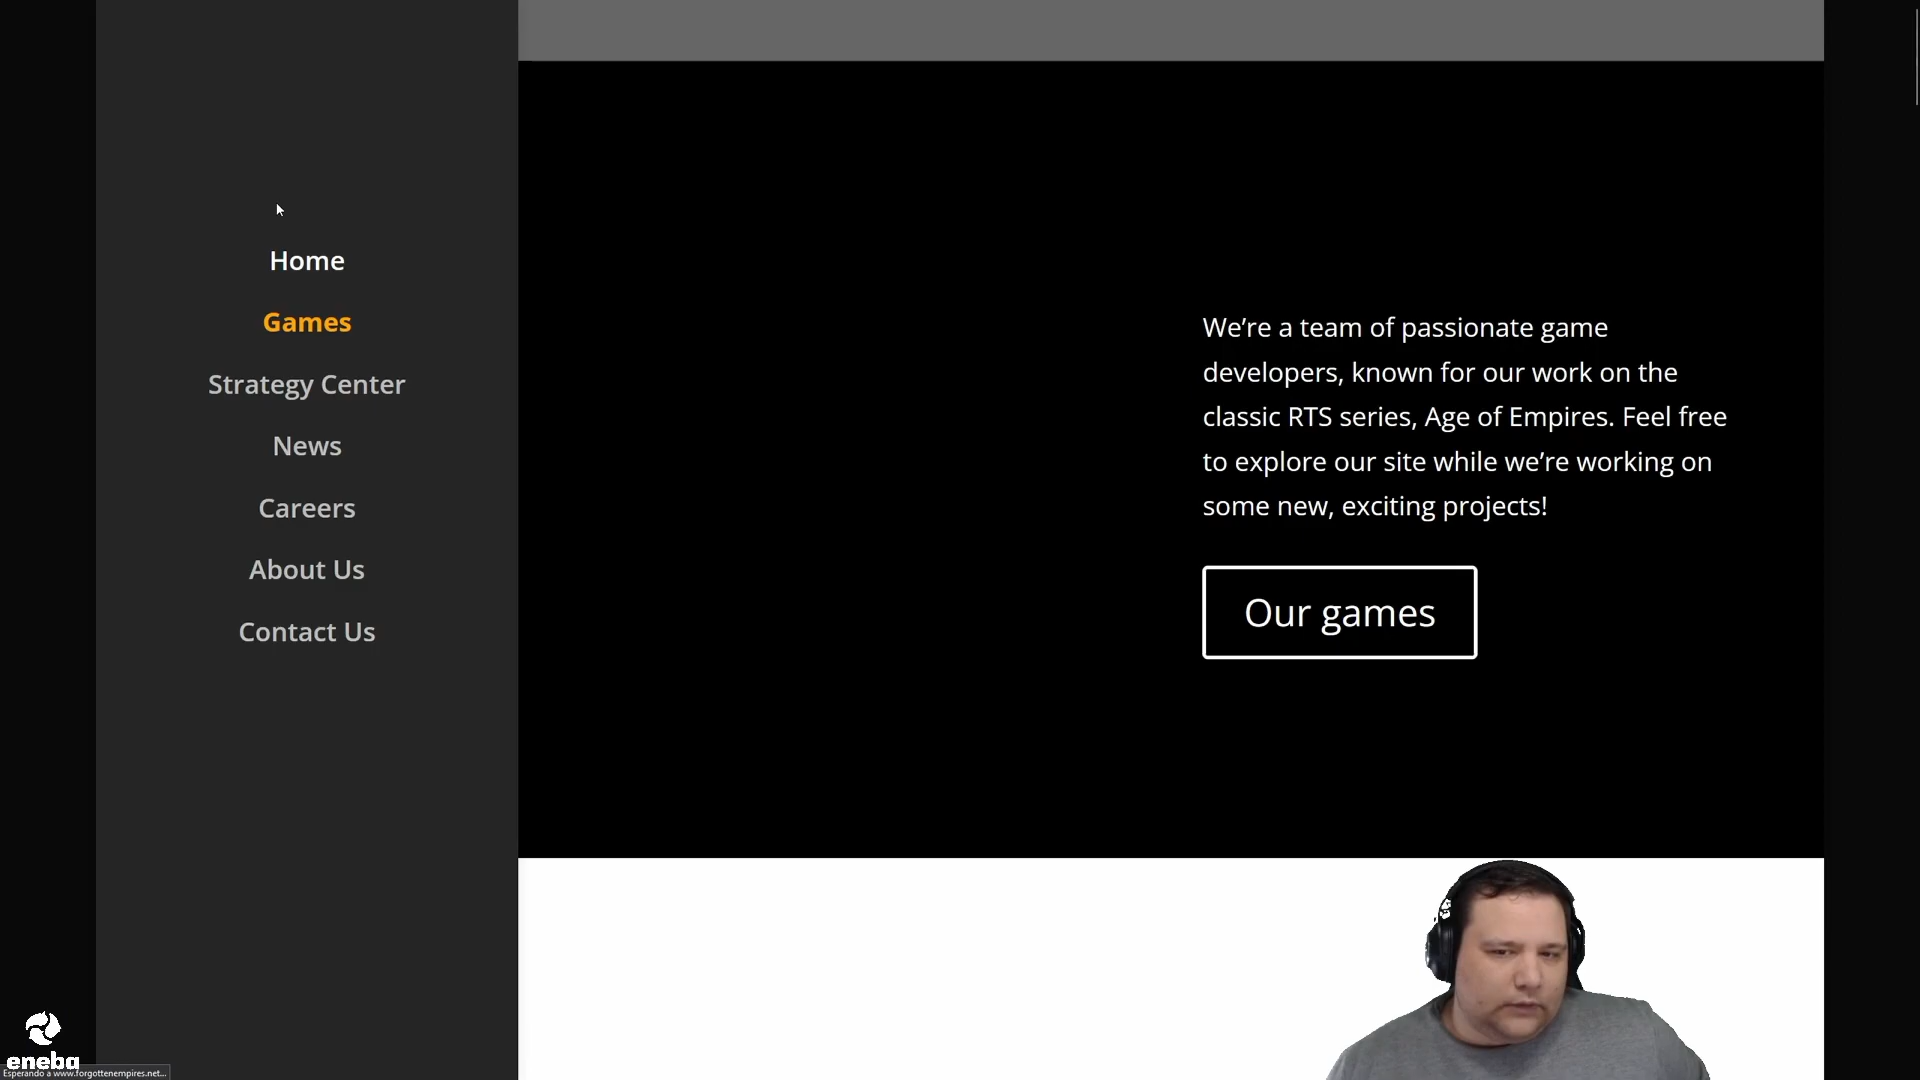 Home
Games
Strategy Center
News
Careers
About Us
Contact Us
We’re a team of passionate game
developers, known for our work on the
classic RTS series, Age of Empires. Feel free
to explore our site while we’re working on
some new, exciting projects!
Our games
eneba
Esperando a www.forgottenempires.net...